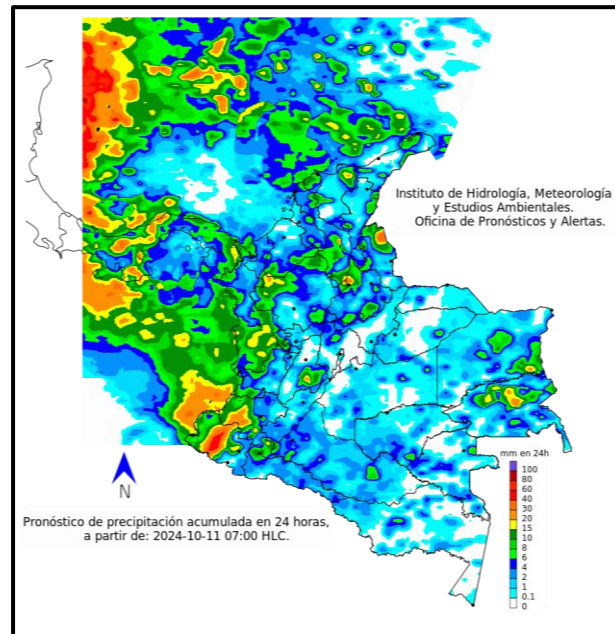 Instituto de Hidrología, Meteorología
y Estudios Ambientales.
Oficina de Pronósticos y Alertas.
mm en 24h
100
80
60
40
30
20
15
10
8
6
4
2
1
0.1
0
N
Pronóstico de precipitación acumulada en 24 horas,
a partir de: 2024-10-11 07:00 HLC.